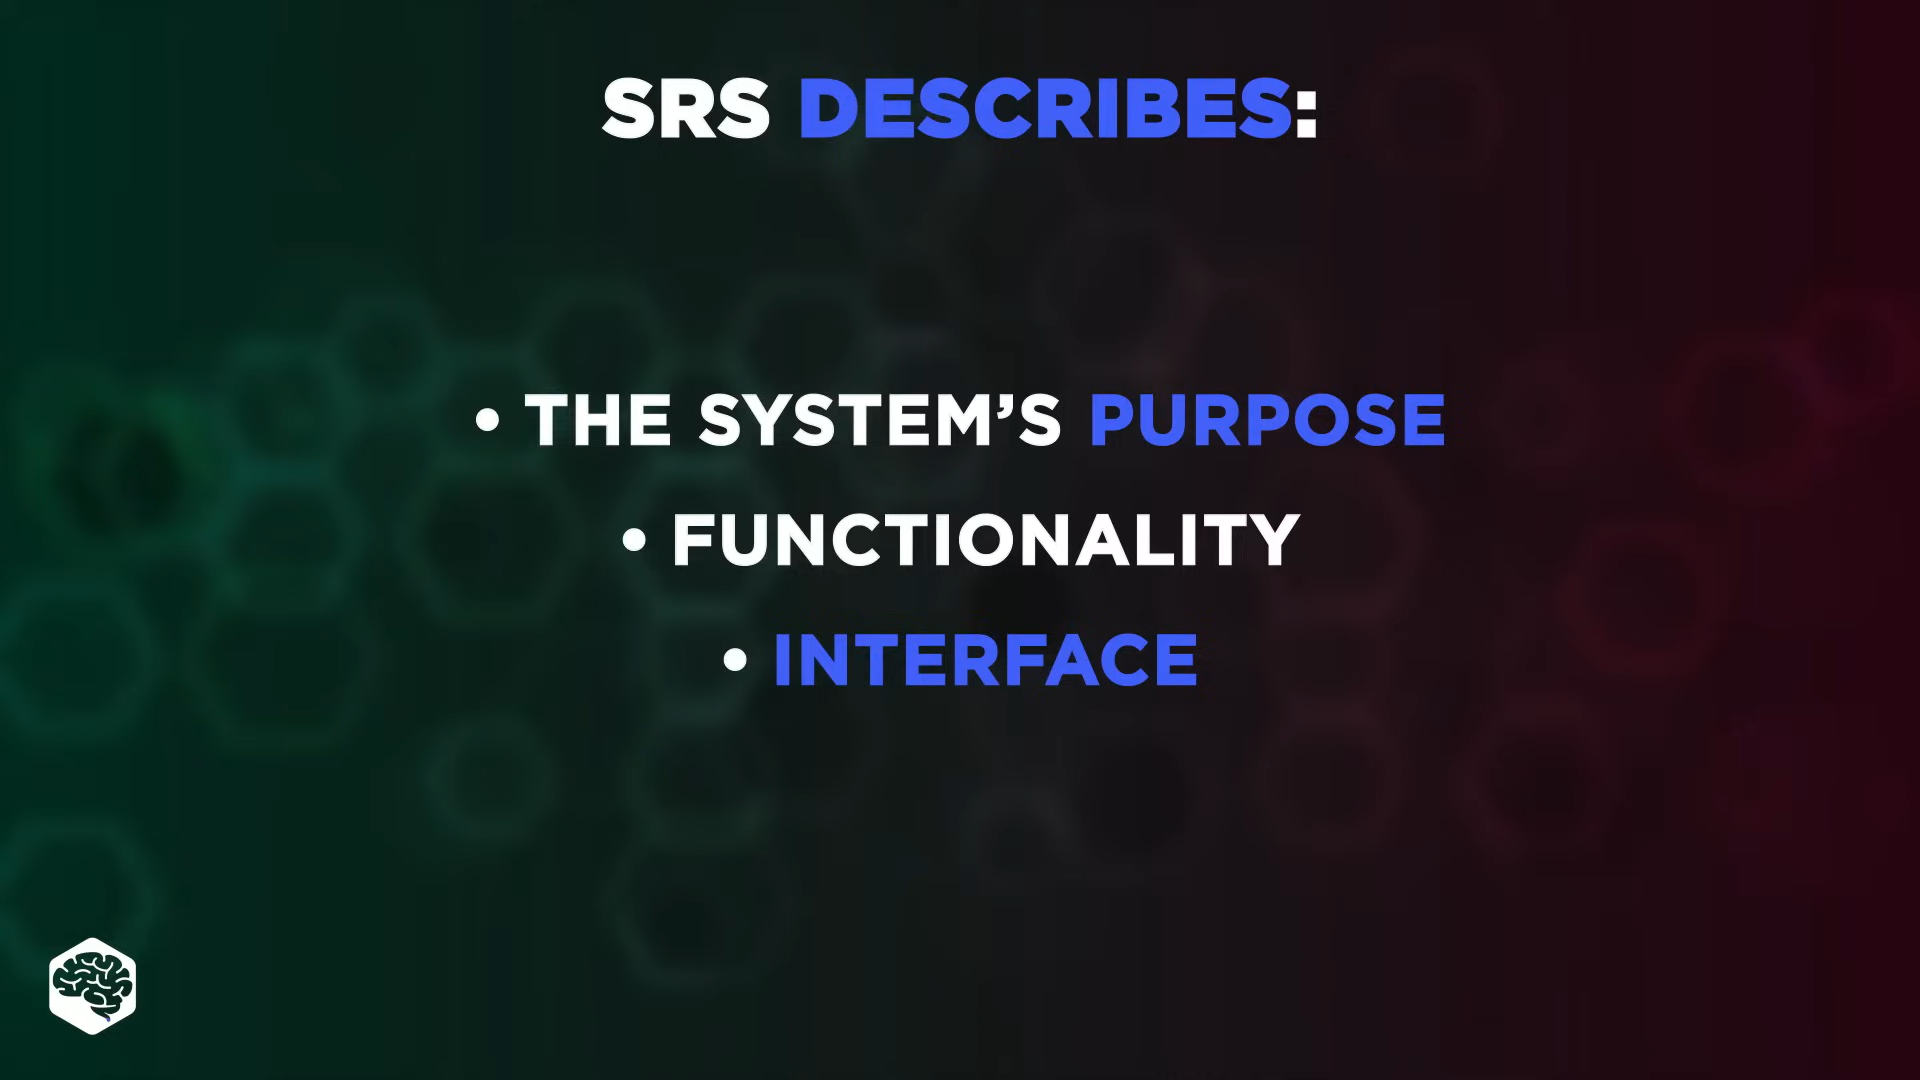 SRS DESCRIBES:
• THE SYSTEM’S PURPOSE
• FUNCTIONALITY
• INTERFACE